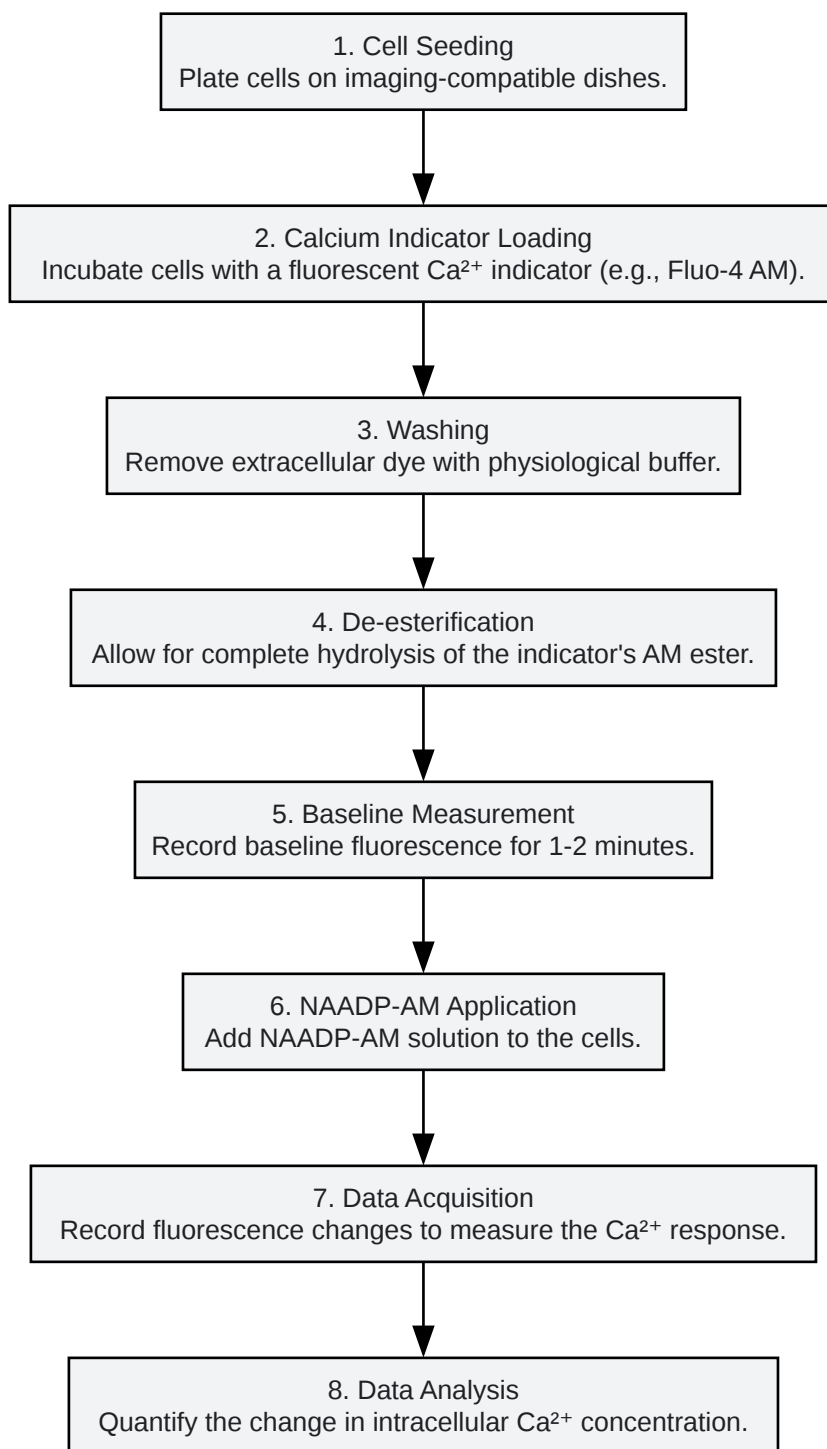 1. Cell Seeding
Plate cells on imaging-compatible dishes.
2. Calcium Indicator Loading
Incubate cells with a fluorescent Ca²⁺ indicator (e.g., Fluo-4 AM).
3. Washing
Remove extracellular dye with physiological buffer.
4. De-esterification
Allow for complete hydrolysis of the indicator's AM ester.
5. Baseline Measurement
Record baseline fluorescence for 1-2 minutes.
6. NAADP-AM Application
Add NAADP-AM solution to the cells.
7. Data Acquisition
Record fluorescence changes to measure the Ca²⁺ response.
8. Data Analysis
Quantify the change in intracellular Ca²⁺ concentration.